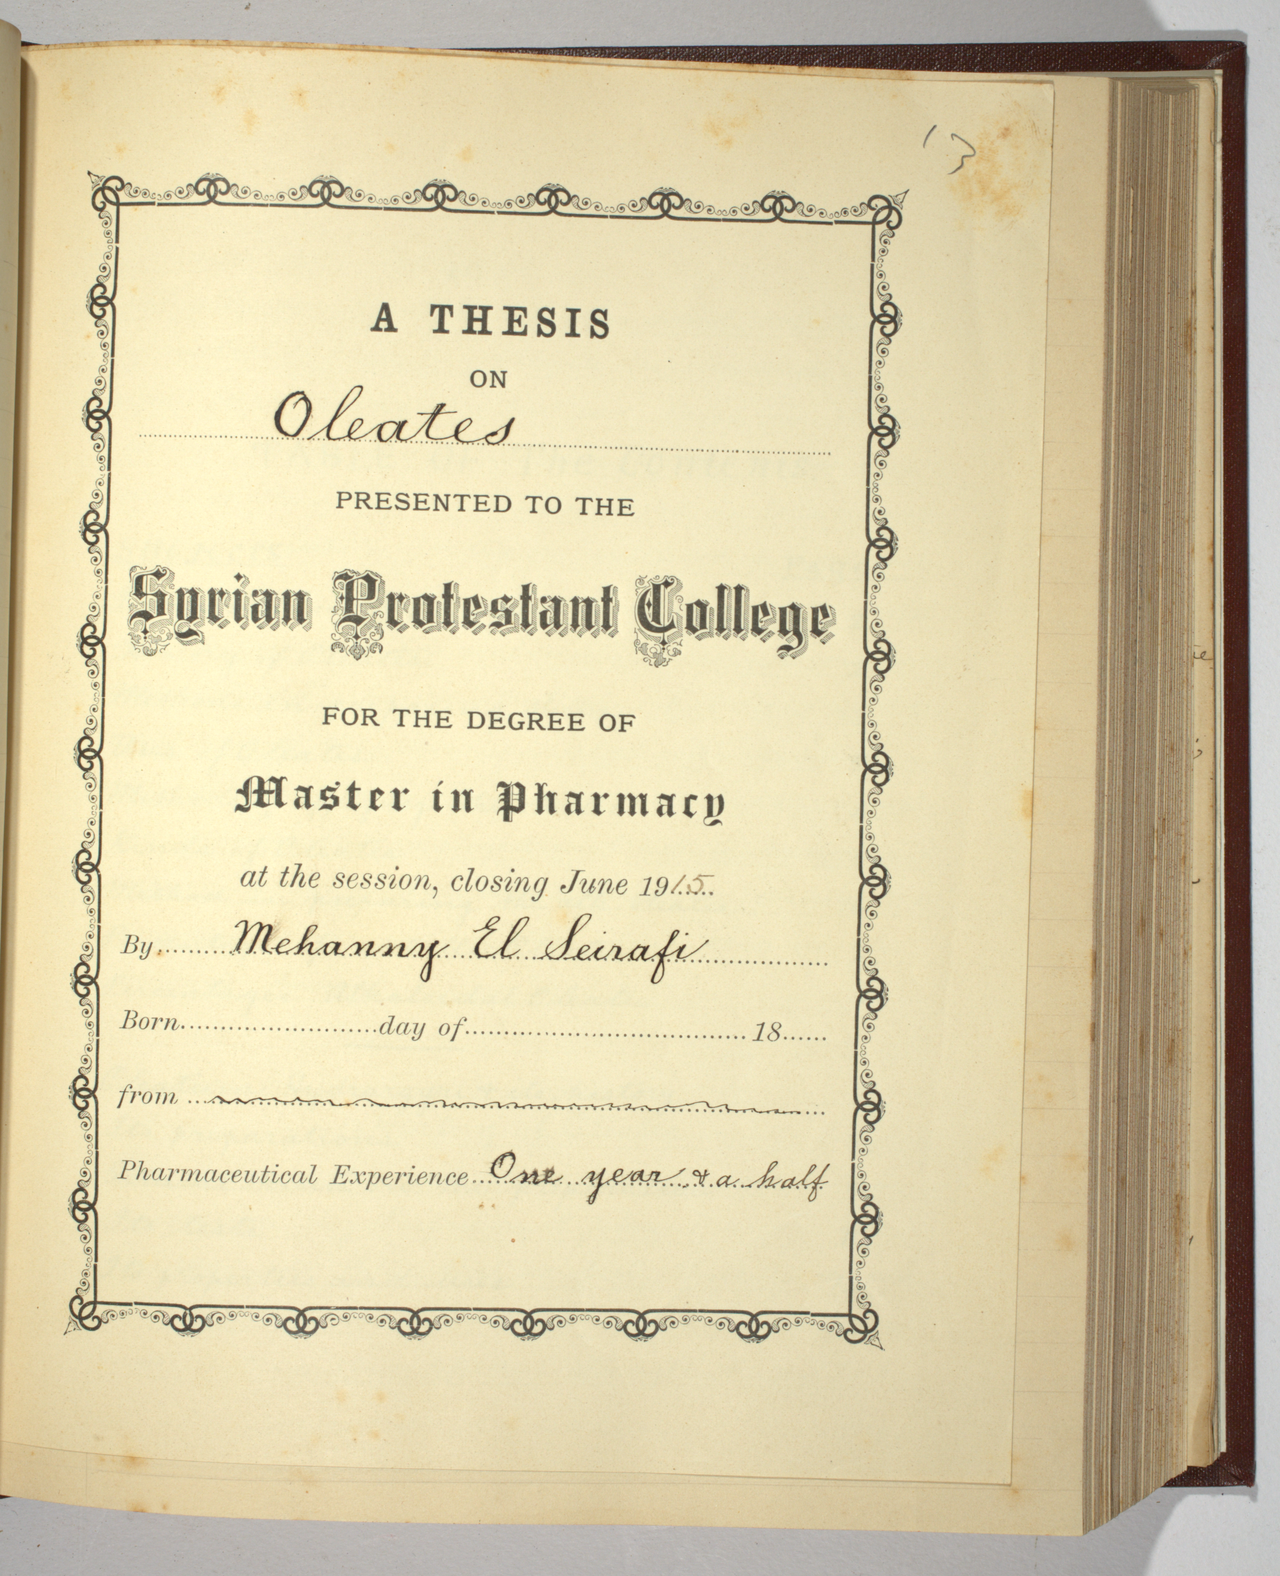 13
A THESIS
ON
Oleates
PRESENTED TO THE
Syrian Protestant College
FOR THE DEGREE OF
Master in Pharmacy
at the session, closing June 1915.
By Mehanny El Seirafi
Born day of 18
from
Pharmaceutical Experience One year & a half